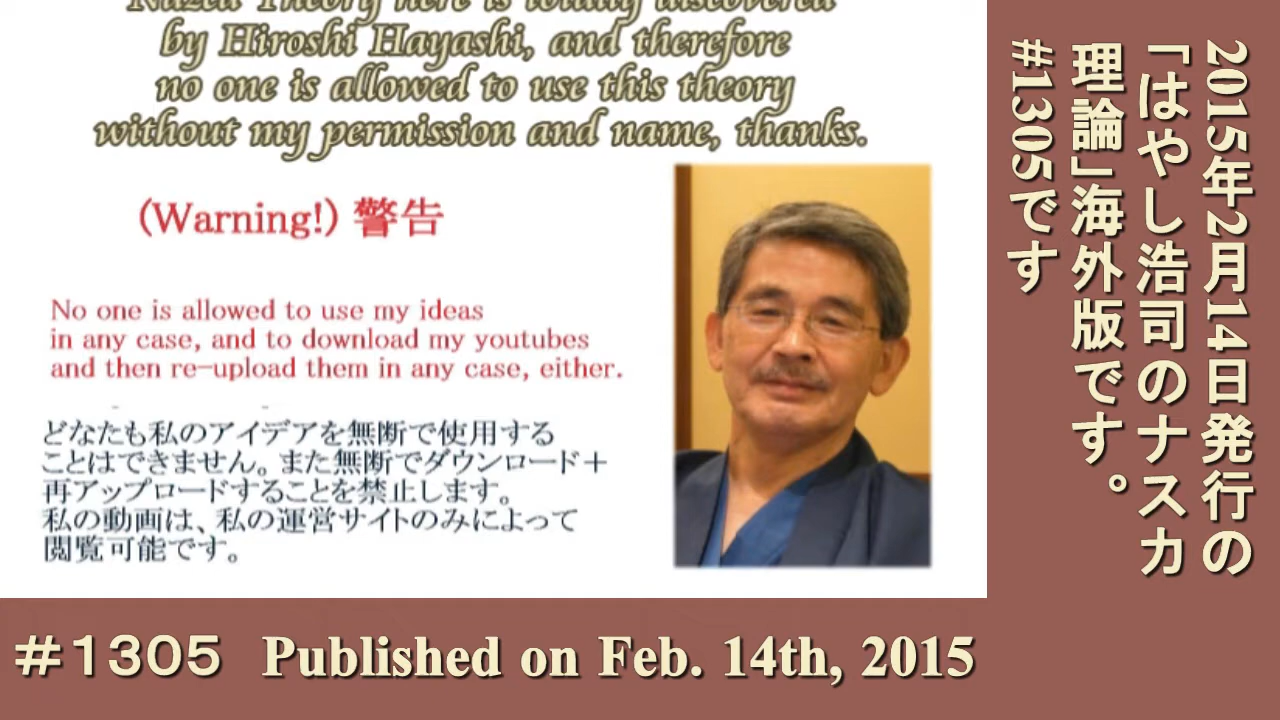 Nazca Theory here is totally discovered
by Hiroshi Hayashi, and therefore
no one is allowed to use this theory
without my permission and name, thanks.
(Warning!) 警告
No one is allowed to use my ideas
in any case, and to download my youtubes
and then re-upload them in any case, either.
どなたも私のアイデアを無断で使用する
ことはできません。また無断でダウンロード＋
再アップロードすることを禁止します。
私の動画は、私の運営サイトのみによって
閲覧可能です。
2015年2月14日発行の
「はやし浩司のナスカ
理論」海外版です。
#1305です
＃1305 Published on Feb. 14th, 2015